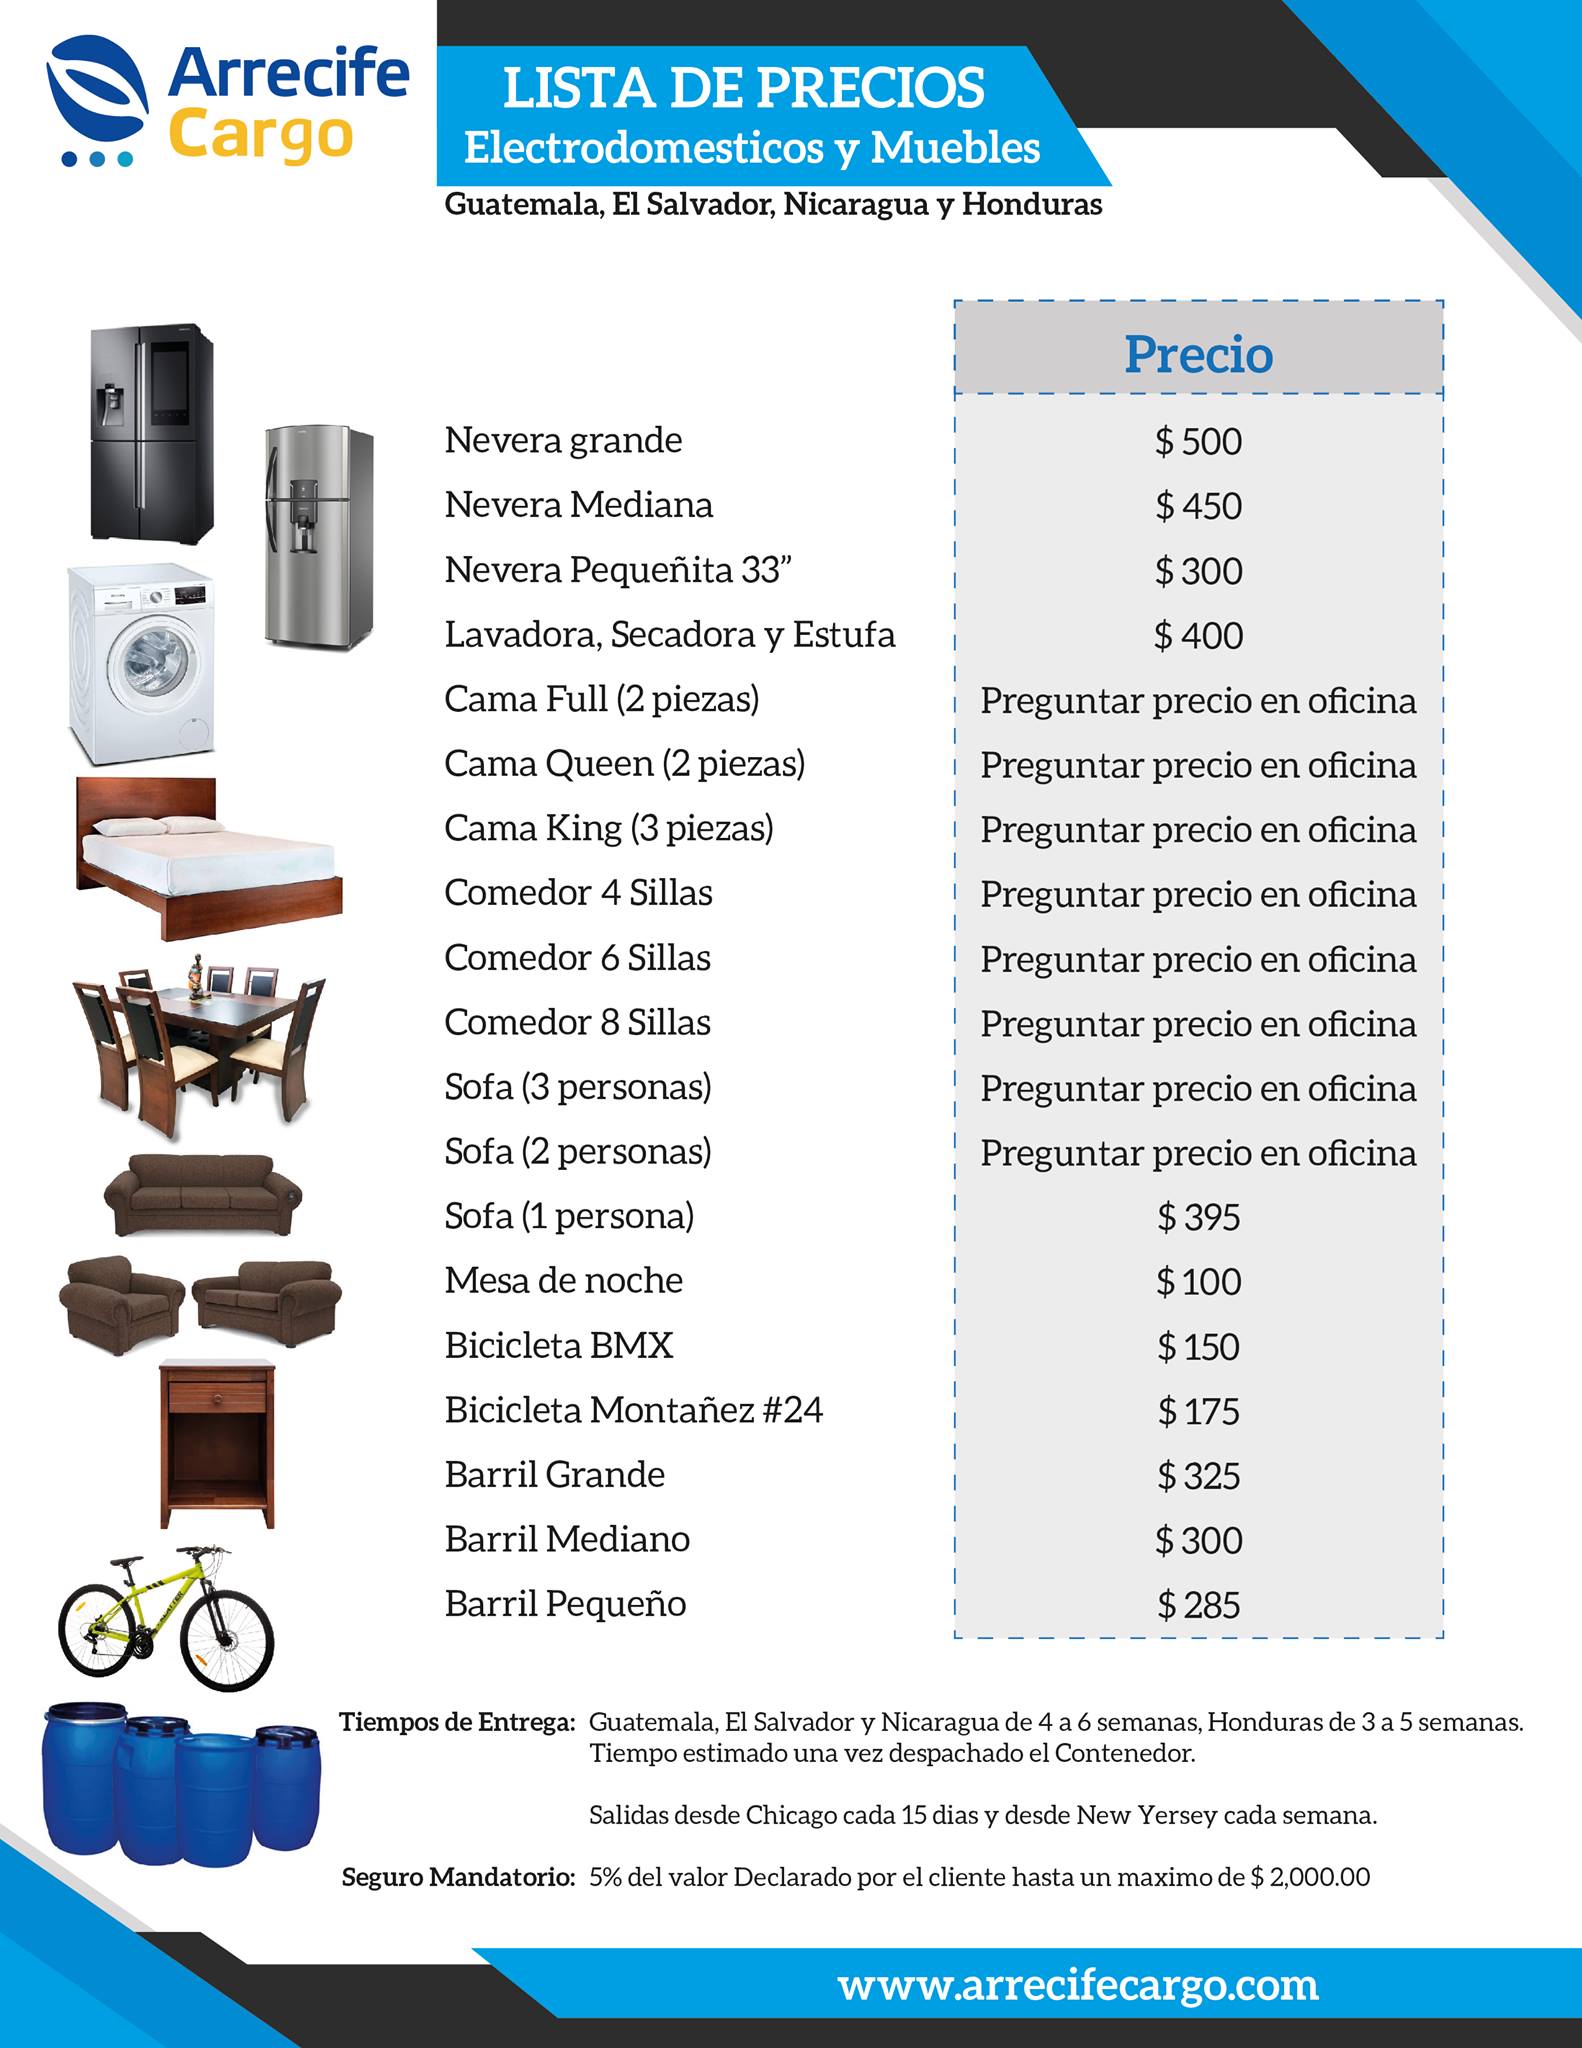 Arrecife
Cargo
LISTA DE PRECIOS
Electrodomesticos y Muebles
Guatemala, El Salvador, Nicaragua y Honduras
Precio
Nevera grande $ 500
Nevera Mediana $ 450
Nevera Pequeñita 33” $ 300
Lavadora, Secadora y Estufa $ 400
Cama Full (2 piezas) Preguntar precio en oficina
Cama Queen (2 piezas) Preguntar precio en oficina
Cama King (3 piezas) Preguntar precio en oficina
Comedor 4 Sillas Preguntar precio en oficina
Comedor 6 Sillas Preguntar precio en oficina
Comedor 8 Sillas Preguntar precio en oficina
Sofa (3 personas) Preguntar precio en oficina
Sofa (2 personas) Preguntar precio en oficina
Sofa (1 persona) $ 395
Mesa de noche $ 100
Bicicleta BMX $ 150
Bicicleta Montañez #24 $ 175
Barril Grande $ 325
Barril Mediano $ 300
Barril Pequeño $ 285
Tiempos de Entrega: Guatemala, El Salvador y Nicaragua de 4 a 6 semanas, Honduras de 3 a 5 semanas.
Tiempo estimado una vez despachado el Contenedor.
Salidas desde Chicago cada 15 dias y desde New Yersey cada semana.
Seguro Mandatorio: 5% del valor Declarado por el cliente hasta un maximo de $ 2,000.00
www.arrecifecargo.com